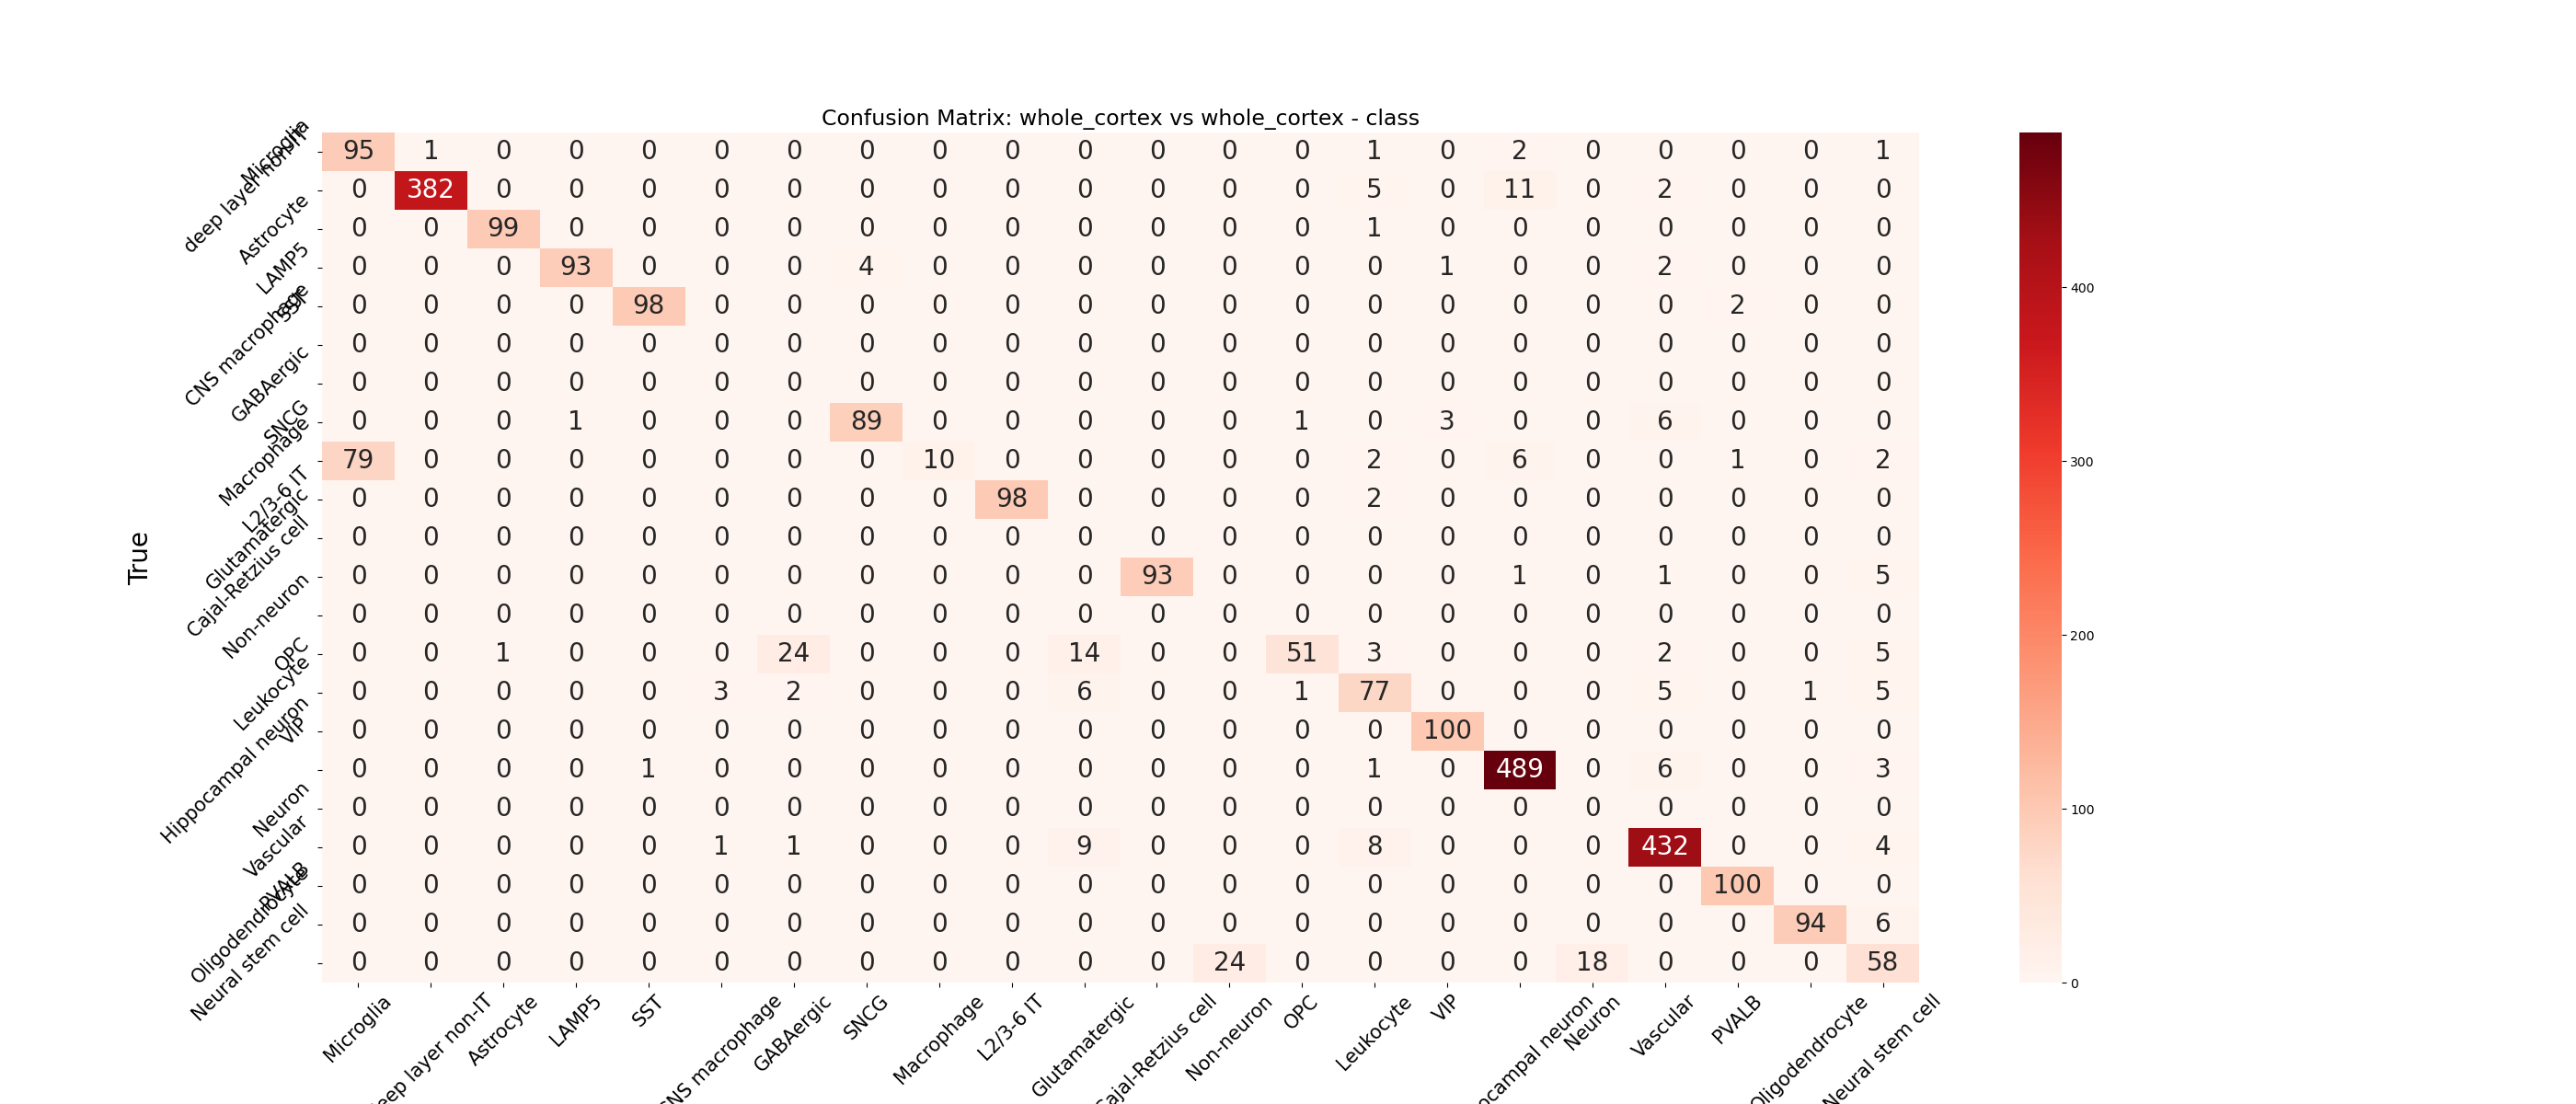 Confusion Matrix: whole_cortex vs whole_cortex - class
True
Microglia 95 1 0 0 0 0 0 0 0 0 0 0 0 0 1 0 2 0 0 0 0 1
deep layer non-IT 0 382 0 0 0 0 0 0 0 0 0 0 0 0 5 0 11 0 2 0 0 0
Astrocyte 0 0 99 0 0 0 0 0 0 0 0 0 0 0 1 0 0 0 0 0 0 0
LAMP5 0 0 0 93 0 0 0 4 0 0 0 0 0 0 0 1 0 0 2 0 0 0
SST 0 0 0 0 98 0 0 0 0 0 0 0 0 0 0 0 0 0 0 2 0 0
CNS macrophage 0 0 0 0 0 0 0 0 0 0 0 0 0 0 0 0 0 0 0 0 0 0
GABAergic 0 0 0 0 0 0 0 0 0 0 0 0 0 0 0 0 0 0 0 0 0 0
SNCG 0 0 0 1 0 0 0 89 0 0 0 0 0 1 0 3 0 0 6 0 0 0
Macrophage 79 0 0 0 0 0 0 0 10 0 0 0 0 0 2 0 6 0 0 1 0 2
L2/3-6 IT 0 0 0 0 0 0 0 0 0 98 0 0 0 0 2 0 0 0 0 0 0 0
Glutamatergic 0 0 0 0 0 0 0 0 0 0 0 0 0 0 0 0 0 0 0 0 0 0
Cajal-Retzius cell 0 0 0 0 0 0 0 0 0 0 0 93 0 0 0 0 1 0 1 0 0 5
Non-neuron 0 0 0 0 0 0 0 0 0 0 0 0 0 0 0 0 0 0 0 0 0 0
OPC 0 0 1 0 0 0 24 0 0 0 14 0 0 51 3 0 0 0 2 0 0 5
Leukocyte 0 0 0 0 0 3 2 0 0 0 6 0 0 1 77 0 0 0 5 0 1 5
VIP 0 0 0 0 0 0 0 0 0 0 0 0 0 0 0 100 0 0 0 0 0 0
Hippocampal neuron 0 0 0 0 1 0 0 0 0 0 0 0 0 0 1 0 489 0 6 0 0 3
Neuron 0 0 0 0 0 0 0 0 0 0 0 0 0 0 0 0 0 0 0 0 0 0
Vascular 0 0 0 0 0 1 1 0 0 0 9 0 0 0 8 0 0 0 432 0 0 4
PVALB 0 0 0 0 0 0 0 0 0 0 0 0 0 0 0 0 0 0 0 100 0 0
Oligodendrocyte 0 0 0 0 0 0 0 0 0 0 0 0 0 0 0 0 0 0 0 0 94 6
Neural stem cell 0 0 0 0 0 0 0 0 0 0 0 0 24 0 0 0 0 18 0 0 0 58
Microglia
eep layer non-IT
Astrocyte
LAMP5
SST
CNS macrophage
GABAergic
SNCG
Macrophage
L2/3-6 IT
Glutamatergic
Cajal-Retzius cell
Non-neuron
OPC
Leukocyte
VIP
ocampal neuron
Neuron
Vascular
PVALB
Oligodendrocyte
Neural stem cell
400
300
200
100
0